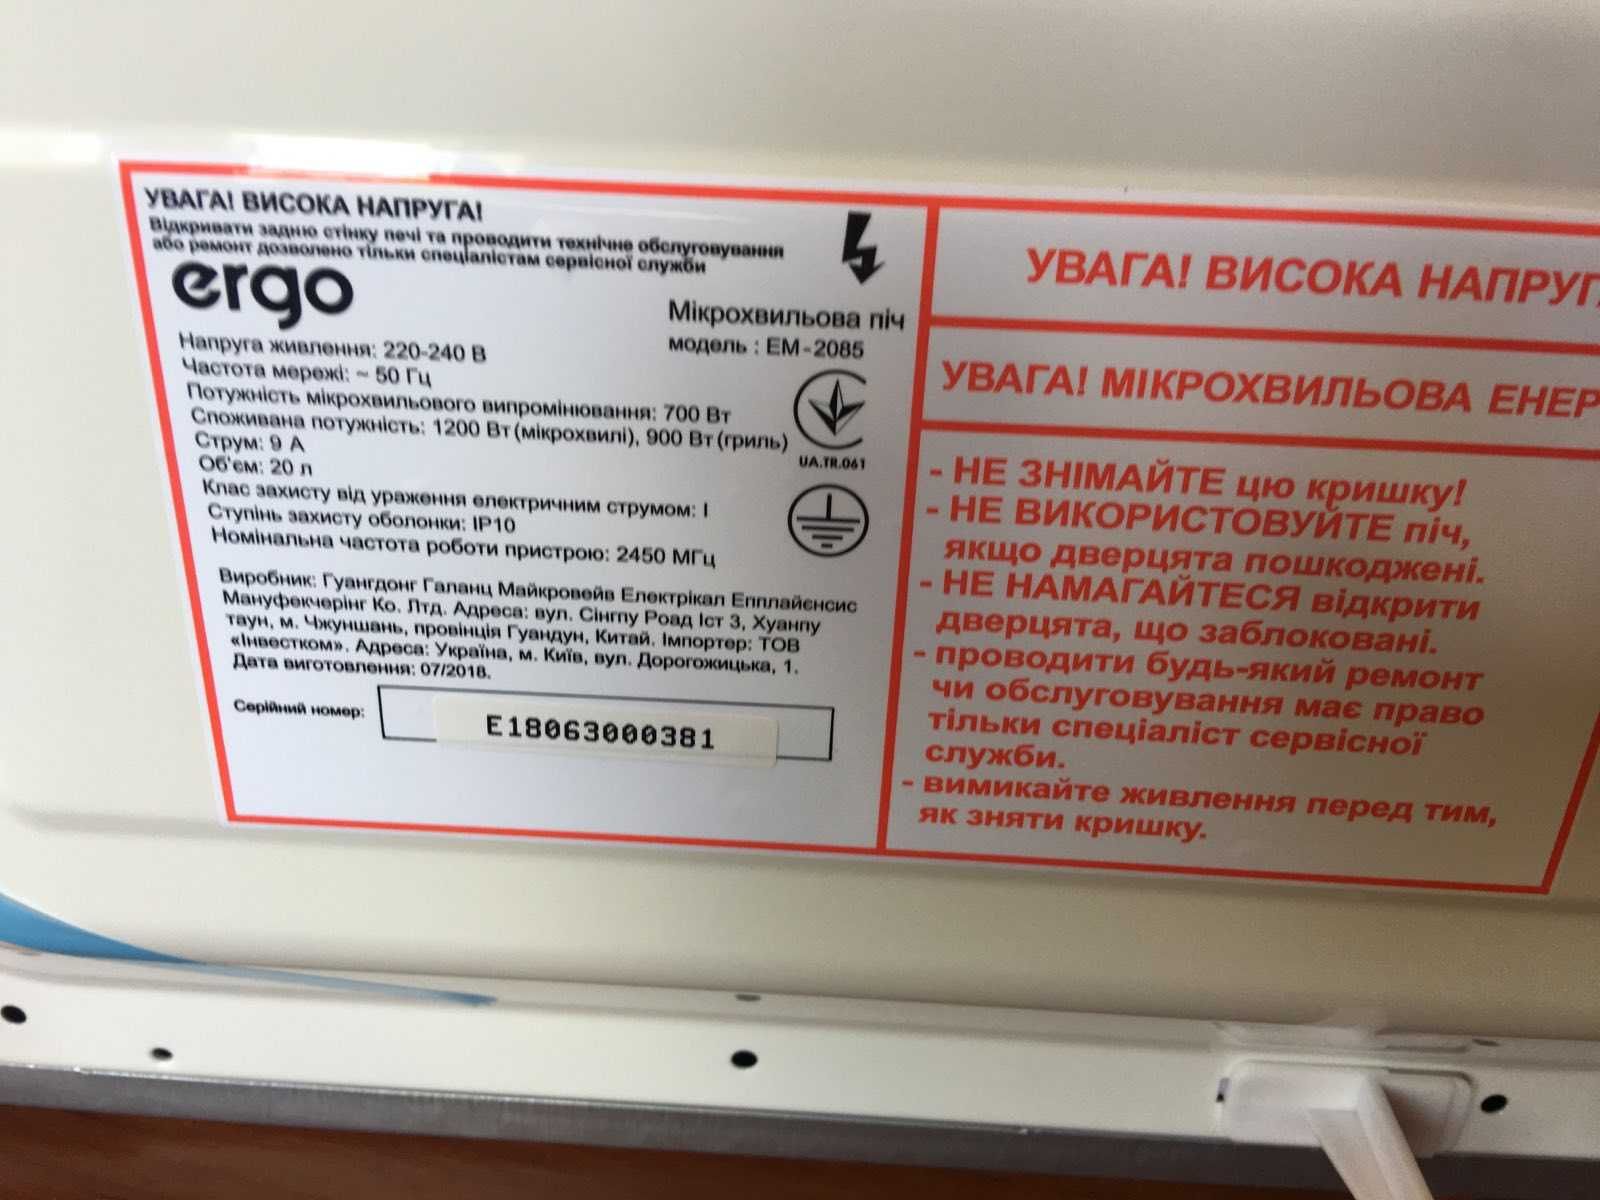 УВАГА! ВИСОКА НАПРУГА!
Відкривати задню стінку печі та проводити технічне обслуговування
або ремонт дозволено тільки спеціалістам сервісної служби
ergo
Мікрохвильова піч
модель : EM-2085
Напруга живлення: 220-240 В
Частота мережі: ~ 50 Гц
Потужність мікрохвильового випромінювання: 700 Вт
Споживана потужність: 1200 Вт (мікрохвилі), 900 Вт (гриль)
Струм: 9 А
Об'єм: 20 л
Клас захисту від ураження електричним струмом: I
Ступінь захисту оболонки: IP10
Номінальна частота роботи пристрою: 2450 МГц
UA.TR.061
Виробник: Гуангдонг Галанц Майкровейв Електрікал Епплайєнсис
Мануфекчерінг Ко. Лтд. Адреса: вул. Сінгпу Роад Іст 3, Хуанпу
таун, м. Чжуншань, провінція Гуандун, Китай. Імпортер: ТОВ
«Інвестком». Адреса: Україна, м. Київ, вул. Дорогожицька, 1.
Дата виготовлення: 07/2018.
Серійний номер:
E18063000381
УВАГА! ВИСОКА НАПРУГ
УВАГА! МІКРОХВИЛЬОВА ЕНЕР
- НЕ ЗНІМАЙТЕ цю кришку!
- НЕ ВИКОРИСТОВУЙТЕ піч,
якщо дверцята пошкоджені.
- НЕ НАМАГАЙТЕСЯ відкрити
дверцята, що заблоковані.
- проводити будь-який ремонт
чи обслуговування має право
тільки спеціаліст сервісної
служби.
- вимикайте живлення перед тим,
як зняти кришку.